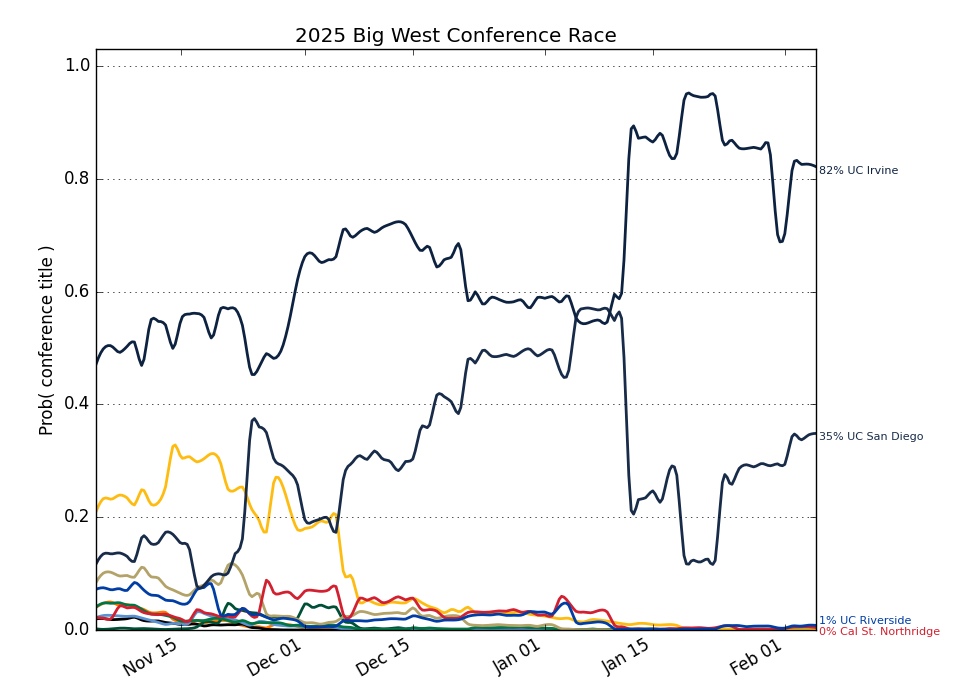 2025 Big West Conference Race
Prob( conference title )
1.0
0.8
0.6
0.4
0.2
0.0
Nov 15
Dec 01
Dec 15
Jan 01
Jan 15
Feb 01
82% UC Irvine
35% UC San Diego
1% UC Riverside
0% Cal St. Northridge